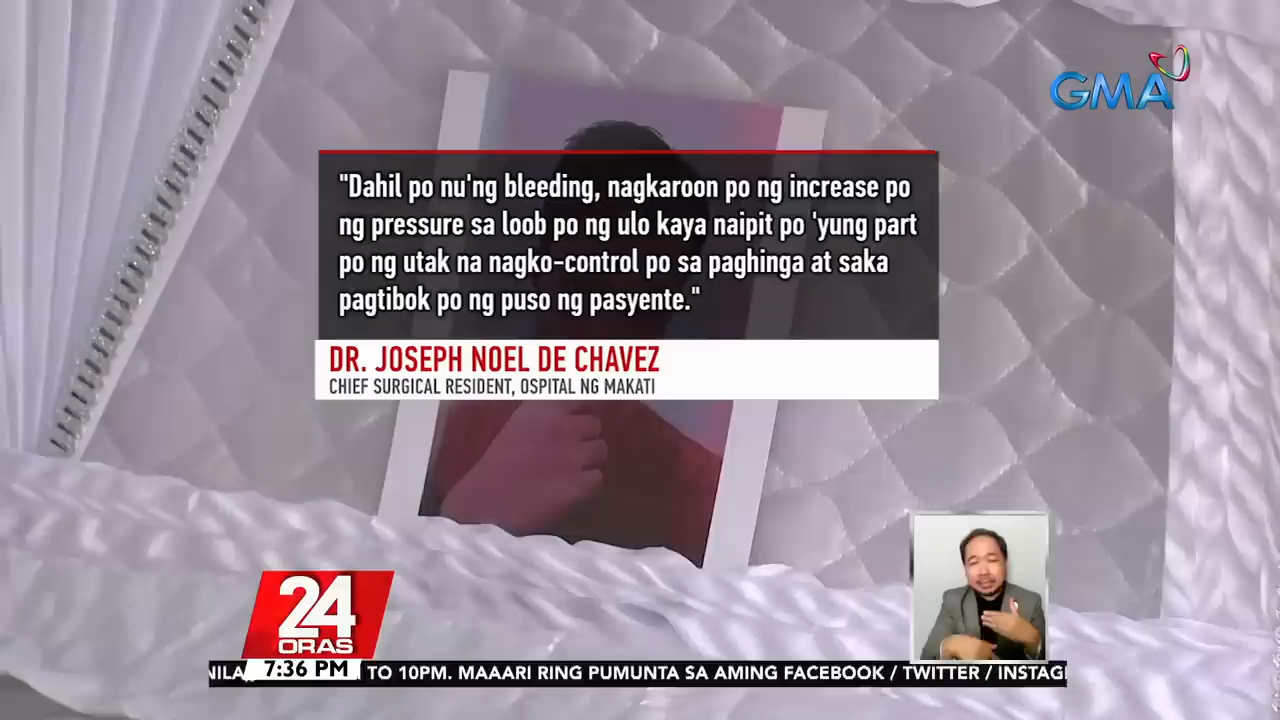 GMA
"Dahil po nu'ng bleeding, nagkaroon po ng increase po
ng pressure sa loob po ng ulo kaya naipit po 'yung part
po ng utak na nagko-control po sa paghinga at saka
pagtibok po ng puso ng pasyente."
DR. JOSEPH NOEL DE CHAVEZ
CHIEF SURGICAL RESIDENT, OSPITAL NG MAKATI
24
ORAS
7:36 PM
TO 10PM. MAAARI RING PUMUNTA SA AMING FACEBOOK / TWITTER /